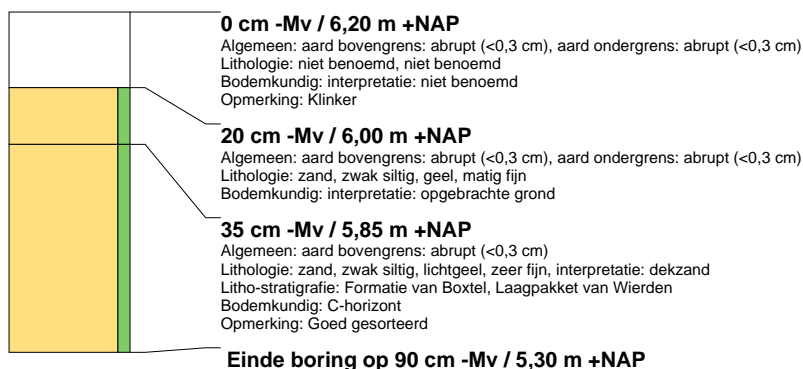 0 cm -Mv / 6,20 m +NAP
Algemeen: aard bovengrens: abrupt (<0,3 cm), aard ondergrens: abrupt (<0,3 cm)
Lithologie: niet benoemd, niet benoemd
Bodemkundig: interpretatie: niet benoemd
Opmerking: Klinker
20 cm -Mv / 6,00 m +NAP
Algemeen: aard bovengrens: abrupt (<0,3 cm), aard ondergrens: abrupt (<0,3 cm)
Lithologie: zand, zwak siltig, geel, matig fijn
Bodemkundig: interpretatie: opgebrachte grond
35 cm -Mv / 5,85 m +NAP
Algemeen: aard bovengrens: abrupt (<0,3 cm)
Lithologie: zand, zwak siltig, lichtgeel, zeer fijn, interpretatie: dekzand
Litho-stratigrafie: Formatie van Boxtel, Laagpakket van Wierden
Bodemkundig: C-horizont
Opmerking: Goed gesorteerd
Einde boring op 90 cm -Mv / 5,30 m +NAP